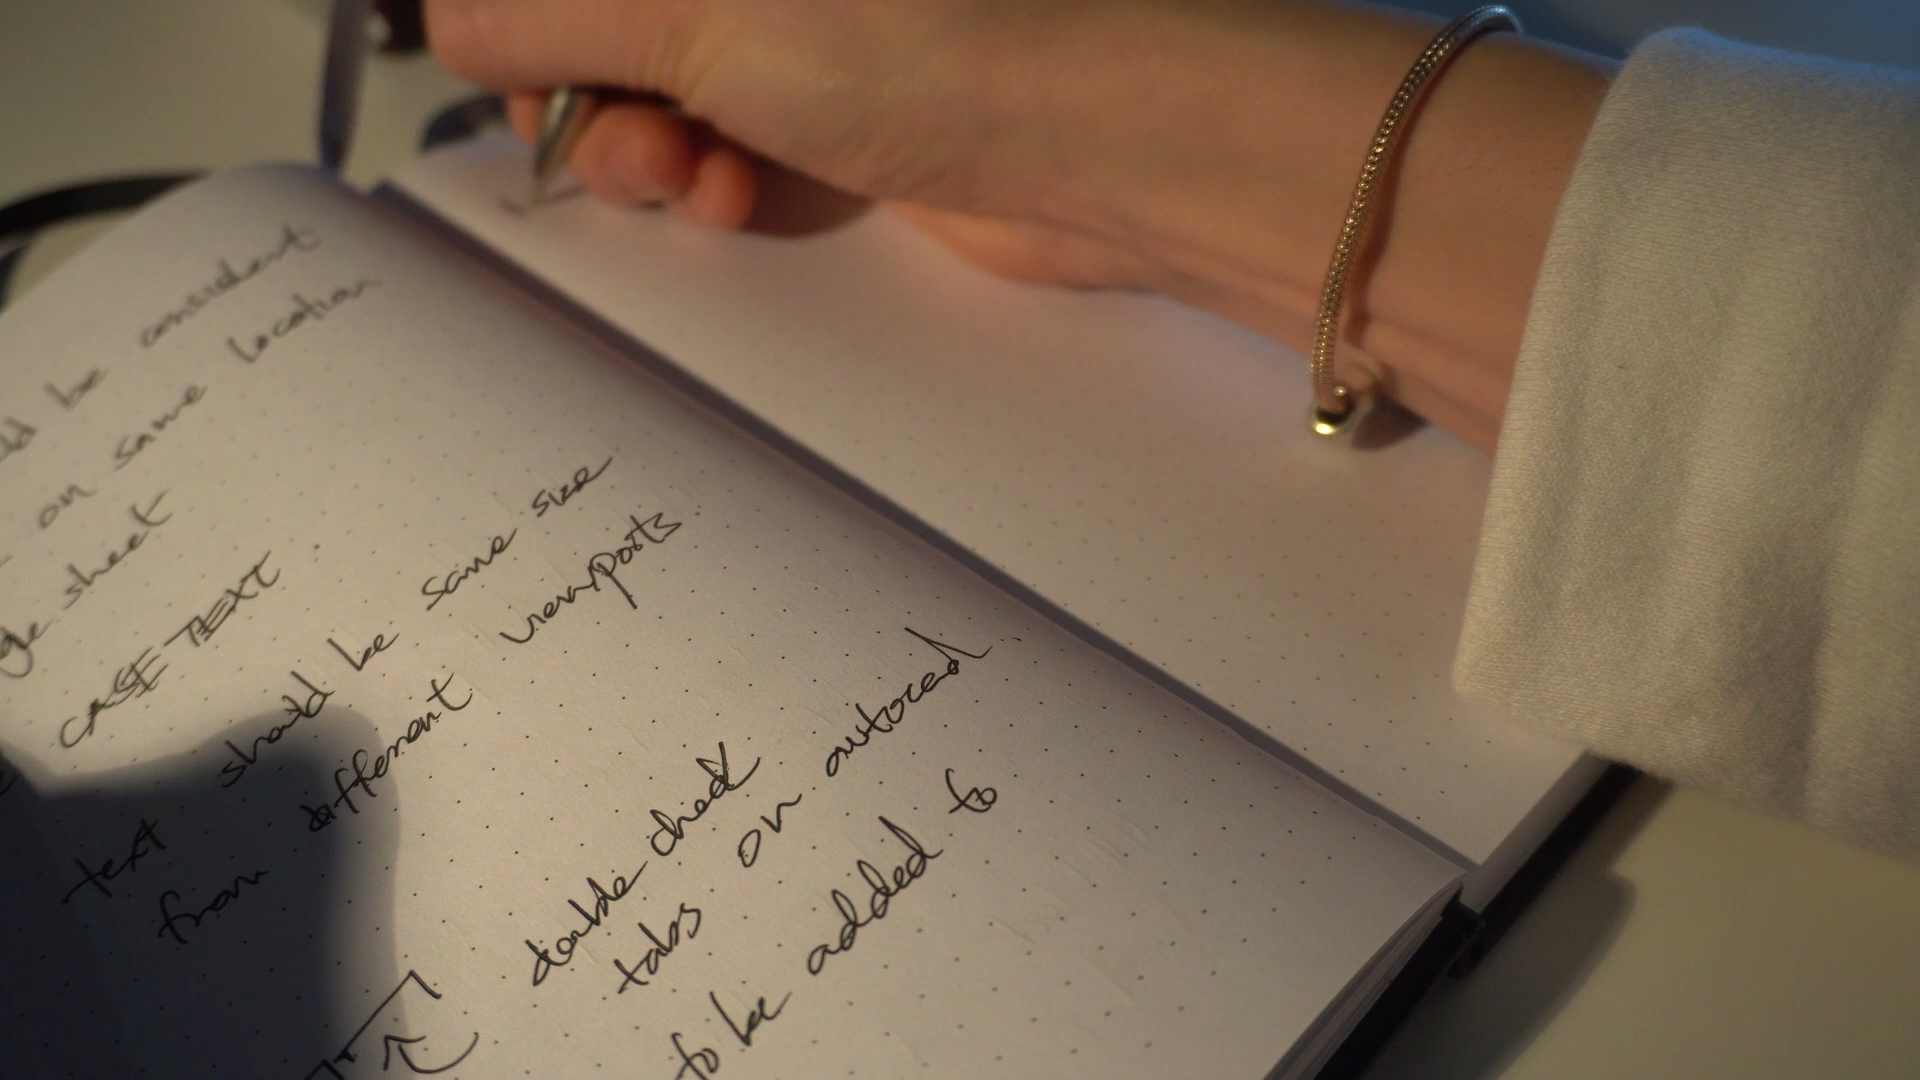 be consistent
on same location
sheet
CASE TEXT
text should be same size
from different viewports
double check
tabs on autocad
to be added to